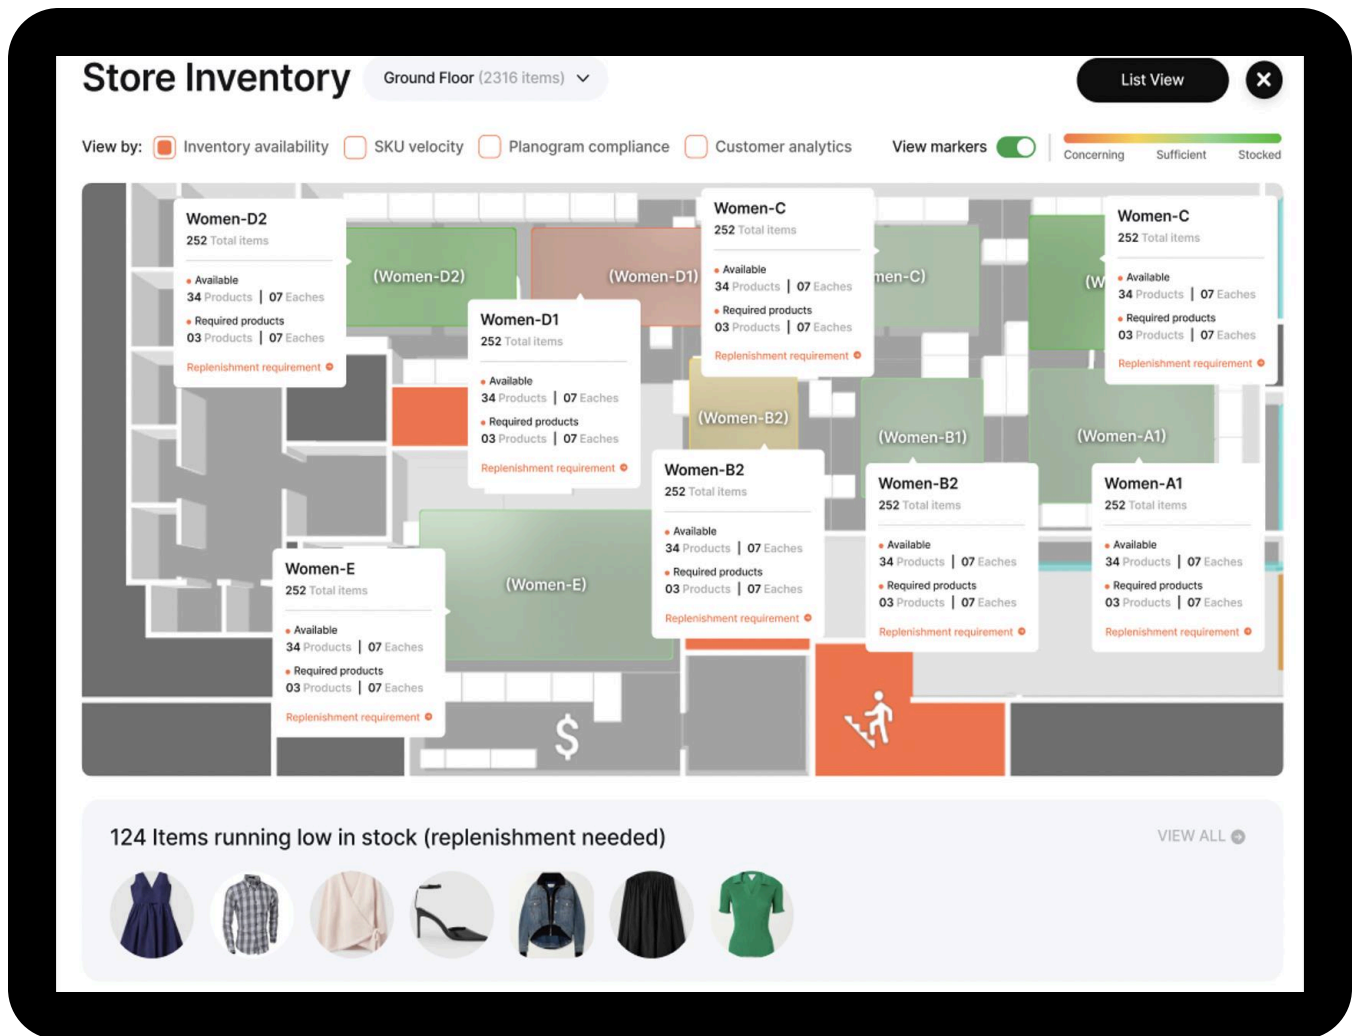 Store Inventory
Ground Floor (2316 items)
List View
View by:
Inventory availability
SKU velocity
Planogram compliance
Customer analytics
View markers
Concerning
Sufficient
Stocked
Women-D2
252 Total items
Available
34 Products | 07 Eaches
Required products
03 Products | 07 Eaches
Replenishment requirement
(Women-D2)
(Women-D1)
Women-D1
252 Total items
Available
34 Products | 07 Eaches
Required products
03 Products | 07 Eaches
Replenishment requirement
Women-C
252 Total items
Available
34 Products | 07 Eaches
Required products
03 Products | 07 Eaches
Replenishment requirement
men-C)
(W
Women-C
252 Total items
Available
34 Products | 07 Eaches
Required products
03 Products | 07 Eaches
Replenishment requirement
(Women-B2)
(Women-B1)
(Women-A1)
Women-B2
252 Total items
Available
34 Products | 07 Eaches
Required products
03 Products | 07 Eaches
Replenishment requirement
Women-B2
252 Total items
Available
34 Products | 07 Eaches
Required products
03 Products | 07 Eaches
Replenishment requirement
Women-A1
252 Total items
Available
34 Products | 07 Eaches
Required products
03 Products | 07 Eaches
Replenishment requirement
Women-E
252 Total items
Available
34 Products | 07 Eaches
Required products
03 Products | 07 Eaches
Replenishment requirement
(Women-E)
$
124 Items running low in stock (replenishment needed)
VIEW ALL